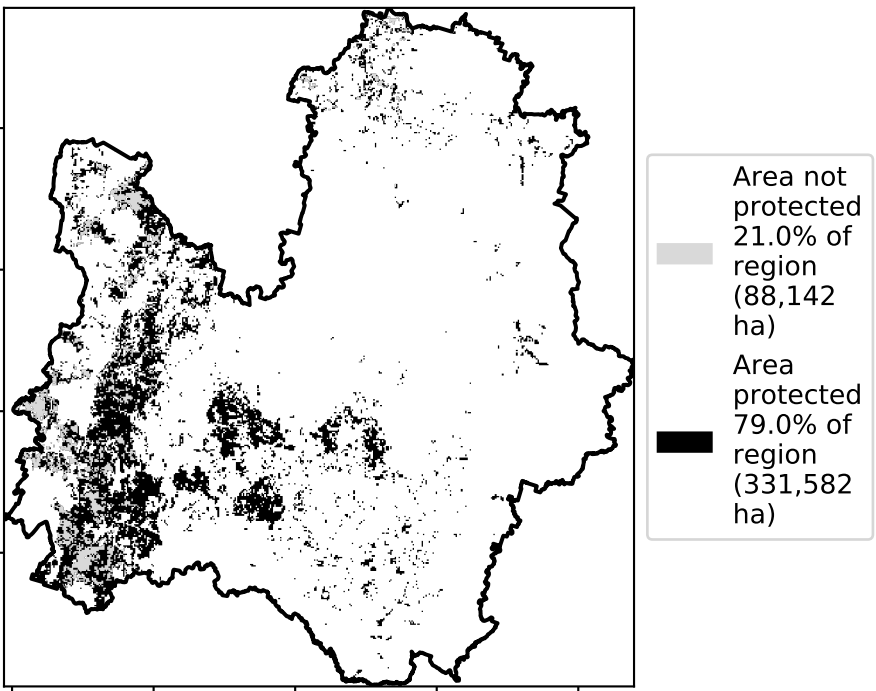 Area not
protected
21.0% of
region
(88,142
ha)
Area
protected
79.0% of
region
(331,582
ha)